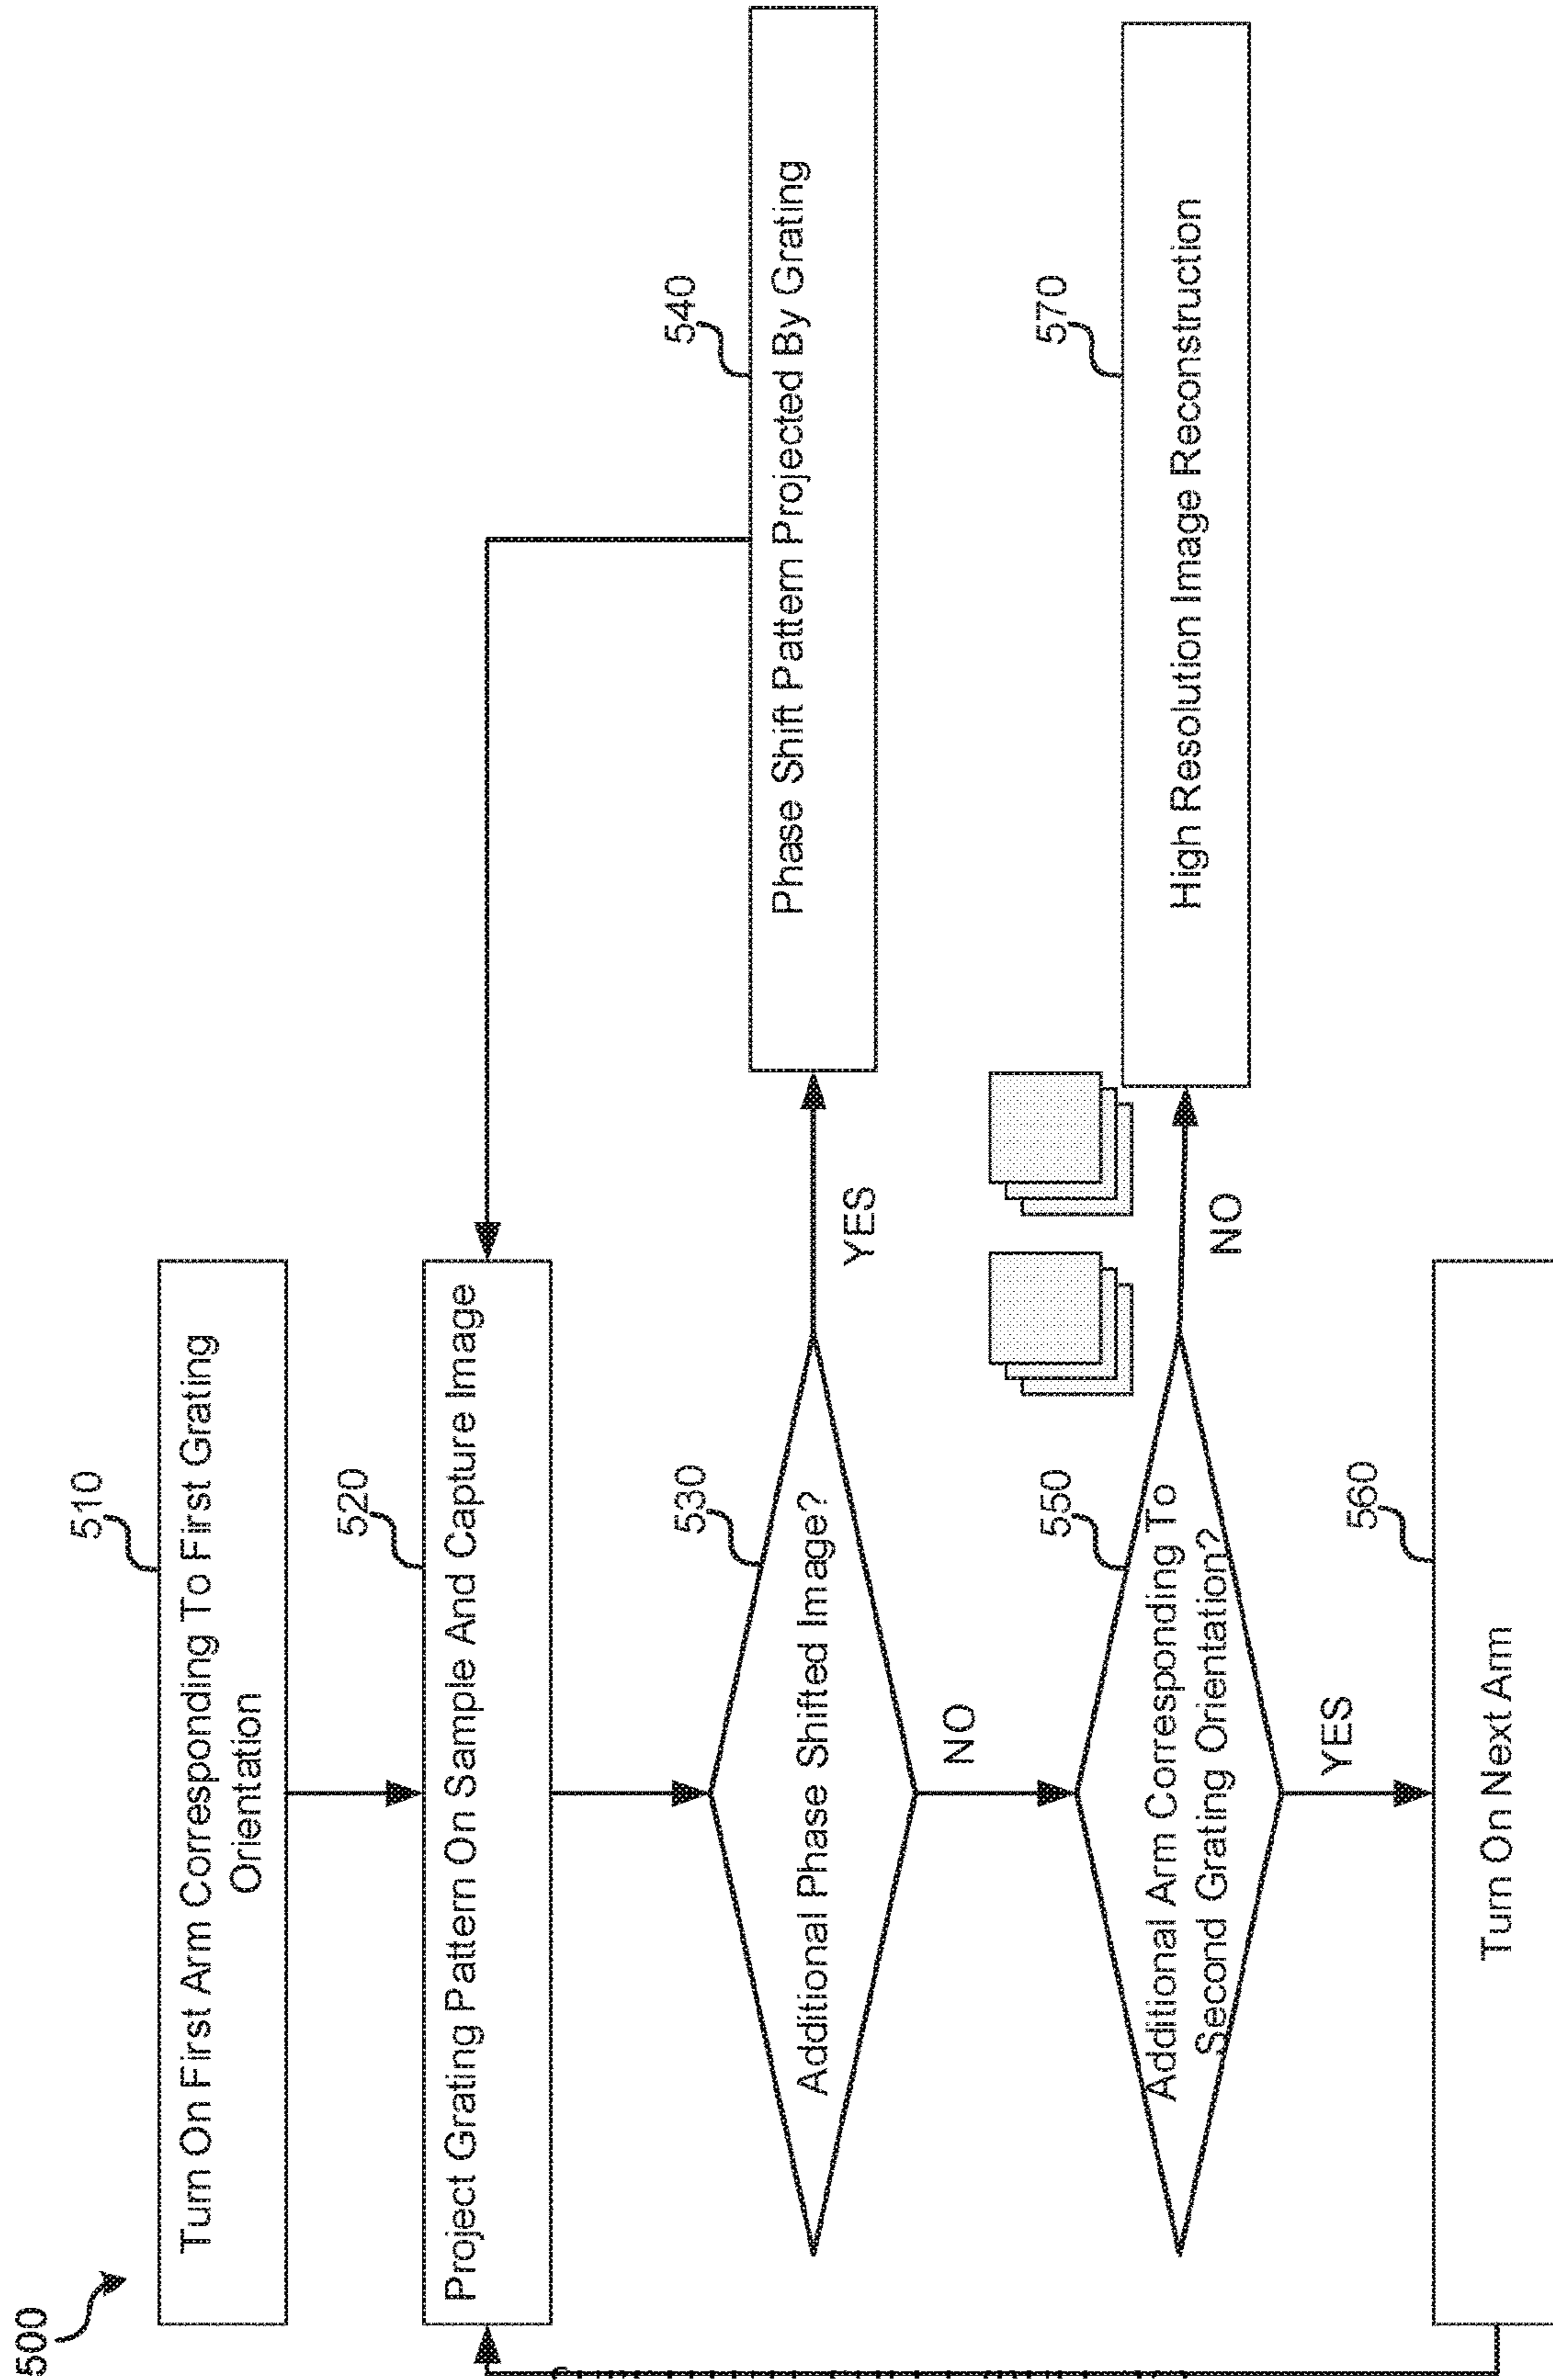 500
510
Turn On First Arm Corresponding To First Grating
Orientation
520
Project Grating Pattern On Sample And Capture Image
530
Additional Phase Shifted Image?
YES
540
Phase Shift Pattern Projected By Grating
NO
550
Additional Arm Corresponding To
Second Grating Orientation?
NO
570
High Resolution Image Reconstruction
YES
560
Turn On Next Arm